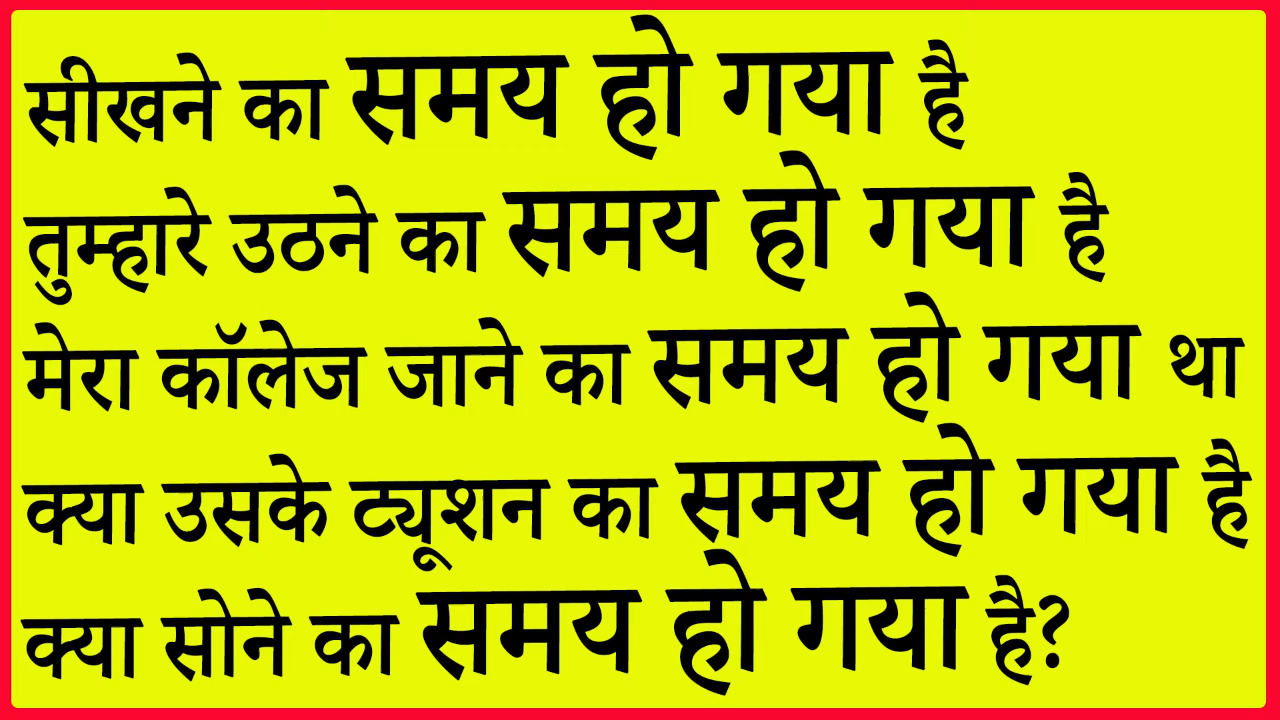 सीखने का समय हो गया है
तुम्हारे उठने का समय हो गया है
मेरा कॉलेज जाने का समय हो गया था
क्या उसके ट्यूशन का समय हो गया है
क्या सोने का समय हो गया है?